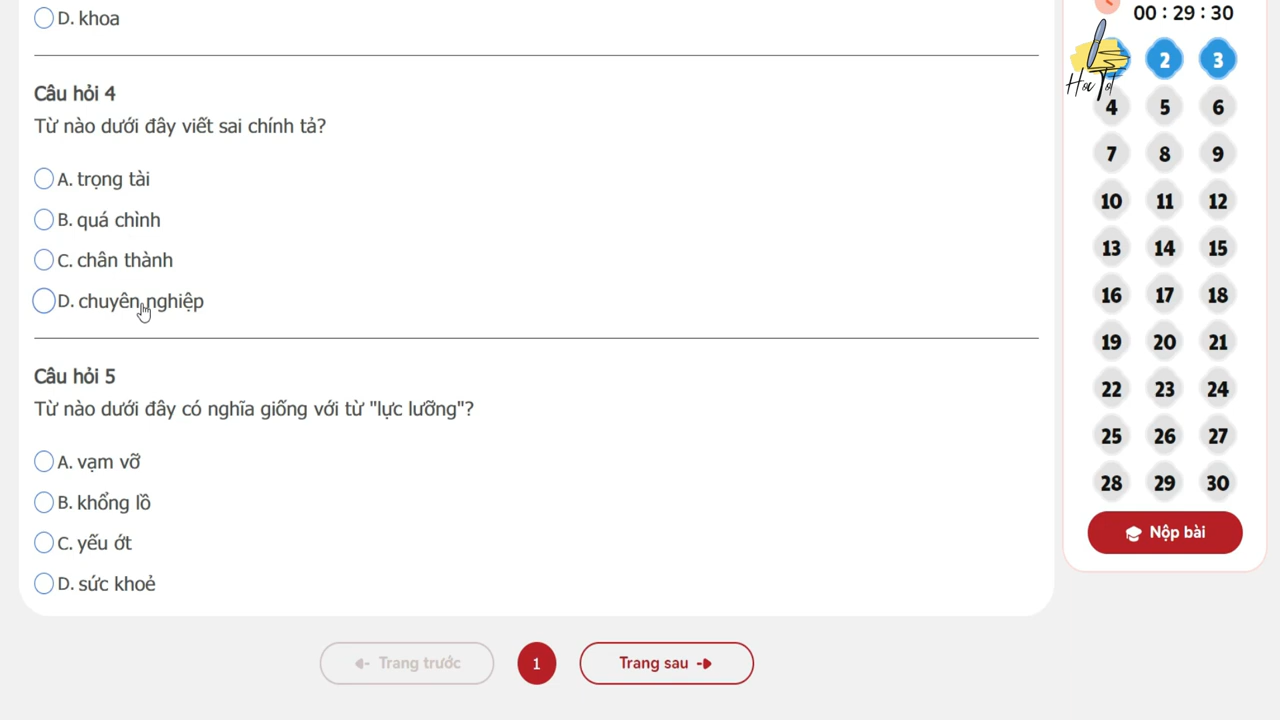 D. khoa
00 : 29 : 30
Học Tốt
2
3
Câu hỏi 4
Từ nào dưới đây viết sai chính tả?
A. trọng tài
B. quá chình
C. chân thành
D. chuyên nghiệp
4
5
6
7
8
9
10
11
12
13
14
15
16
17
18
19
20
21
22
23
24
25
26
27
28
29
30
Nộp bài
Câu hỏi 5
Từ nào dưới đây có nghĩa giống với từ "lực lưỡng"?
A. vạm vỡ
B. khổng lồ
C. yếu ớt
D. sức khoẻ
Trang trước
1
Trang sau